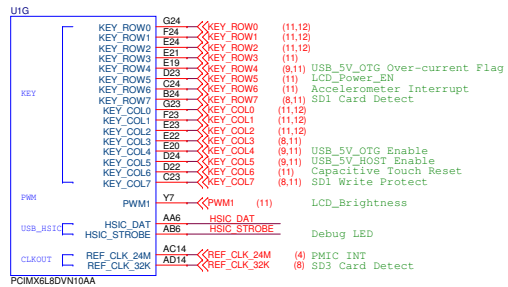 U1G
KEY_ROW0 G24 KEY_ROW0 (11,12)
KEY_ROW1 F24 KEY_ROW1 (11,12)
KEY_ROW2 E24 KEY_ROW2 (11,12)
KEY_ROW3 E21 KEY_ROW3 (11)
KEY_ROW4 E19 KEY_ROW4 (9,11) USB_5V_OTG Over-current Flag
KEY_ROW5 D23 KEY_ROW5 (11) LCD_Power_EN
KEY KEY_ROW6 C24 KEY_ROW6 (11) Accelerometer Interrupt
KEY_ROW7 B24 KEY_ROW7 (8,11) SD1 Card Detect
KEY_COL0 G23 KEY_COL0 (11,12)
KEY_COL1 F23 KEY_COL1 (11,12)
KEY_COL2 E23 KEY_COL2 (11,12)
KEY_COL3 E22 KEY_COL3 (8,11)
KEY_COL4 E20 KEY_COL4 (9,11) USB_5V_OTG Enable
KEY_COL5 D24 KEY_COL5 (9,11) USB_5V_HOST Enable
KEY_COL6 D22 KEY_COL6 (11) Capacitive Touch Reset
KEY_COL7 C23 KEY_COL7 (8,11) SD1 Write Protect
PWM PWM1 Y7 PWM1 (11) LCD_Brightness
USB_HSIC HSIC_DAT AA6 HSIC_DAT
HSIC_STROBE AB6 HSIC_STROBE Debug LED
CLKOUT REF_CLK_24M AC14 REF_CLK_24M (4) PMIC INT
REF_CLK_32K AD14 REF_CLK_32K (8) SD3 Card Detect
PCIMX6L8DVN10AA